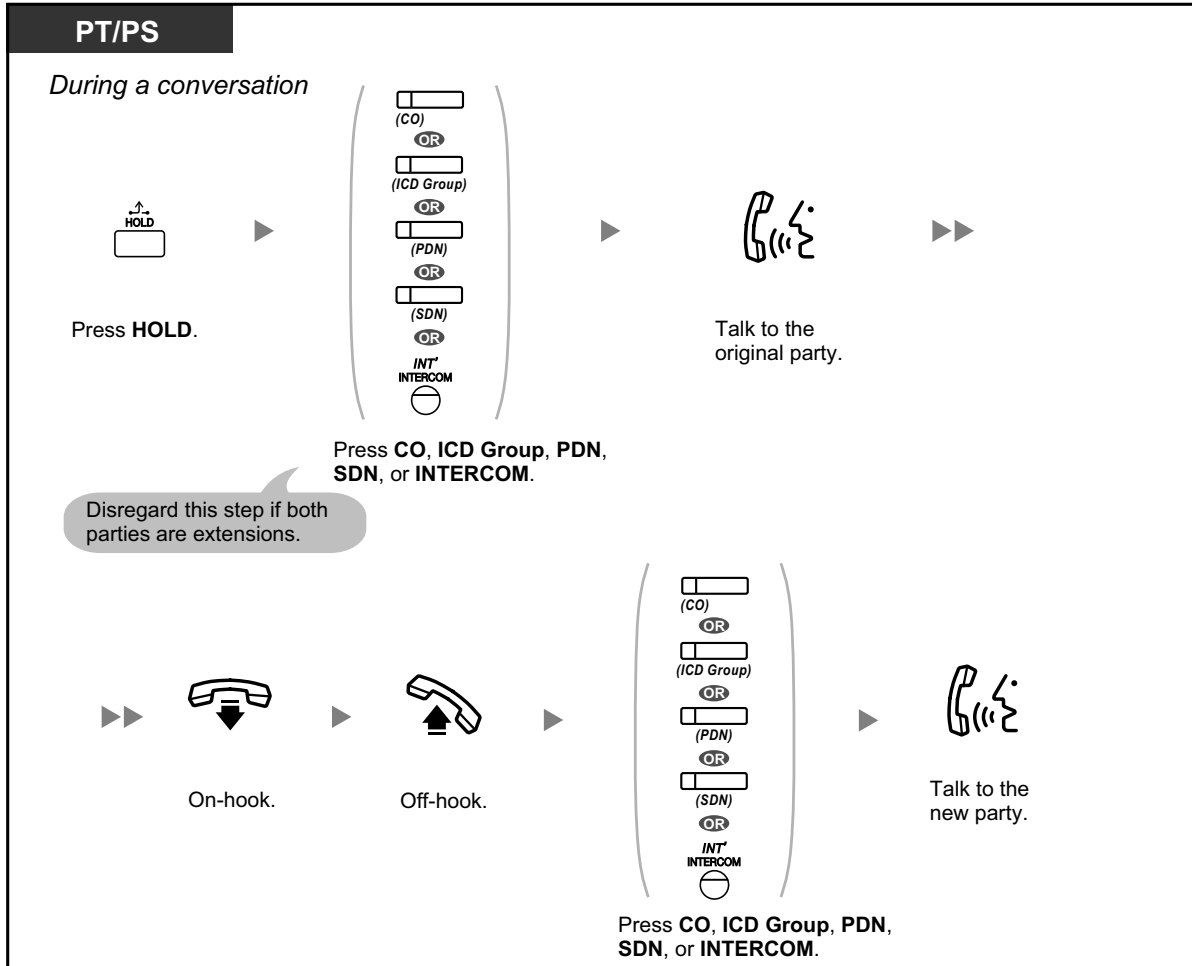 PT/PS
During a conversation
HOLD
Press HOLD.
(CO)
OR
(ICD Group)
OR
(PDN)
OR
(SDN)
OR
INT'
INTERCOM
Press CO, ICD Group, PDN,
SDN, or INTERCOM.
Disregard this step if both
parties are extensions.
Talk to the
original party.
On-hook.
Off-hook.
(CO)
OR
(ICD Group)
OR
(PDN)
OR
(SDN)
OR
INT'
INTERCOM
Press CO, ICD Group, PDN,
SDN, or INTERCOM.
Talk to the
new party.